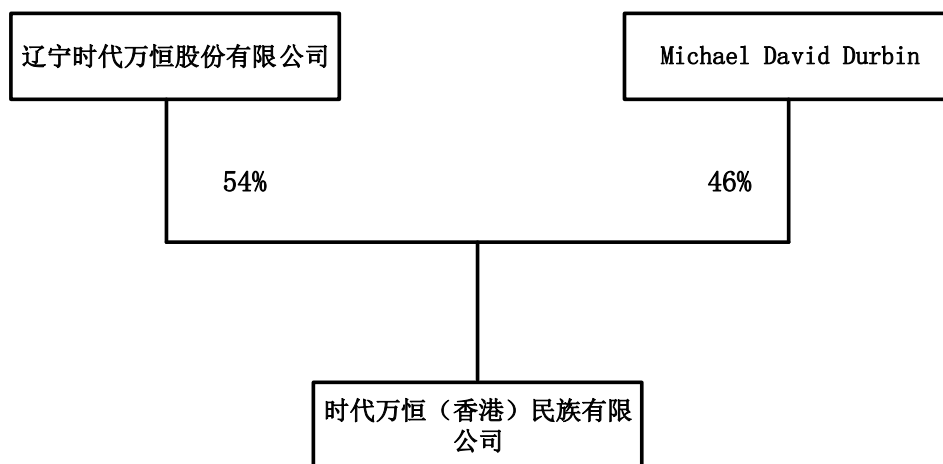 辽宁时代万恒股份有限公司
Michael David Durbin
54%
46%
时代万恒（香港）民族有限
公司